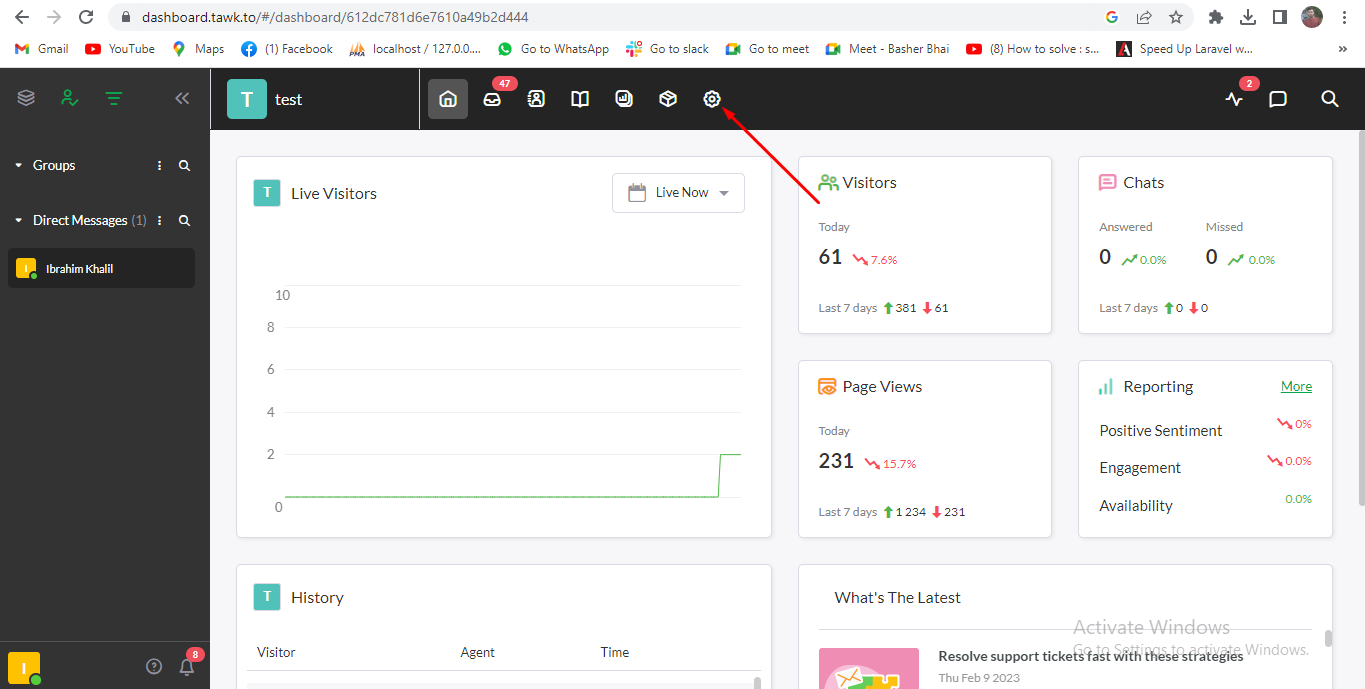 dashboard.tawk.to/#/dashboard/612dc781d6e7610a49b2d444
Gmail YouTube Maps (1) Facebook localhost / 127.0.0.... Go to WhatsApp Go to slack Go to meet Meet - Basher Bhai (8) How to solve : s... Speed Up Laravel w... »
T test 47 2
Groups
Direct Messages (1)
I Ibrahim Khalil
T Live Visitors Live Now
10
8
6
4
2
0
Visitors
Today
61 7.6%
Last 7 days 381 61
Chats
Answered Missed
0 0.0% 0 0.0%
Last 7 days 0 0
Page Views
Today
231 15.7%
Last 7 days 1 234 231
Reporting More
Positive Sentiment 0%
Engagement 0.0%
Availability 0.0%
T History
Visitor Agent Time
What's The Latest
Resolve support tickets fast with these strategies
Thu Feb 9 2023
Activate Windows
Go to Settings to activate Windows.
I 8